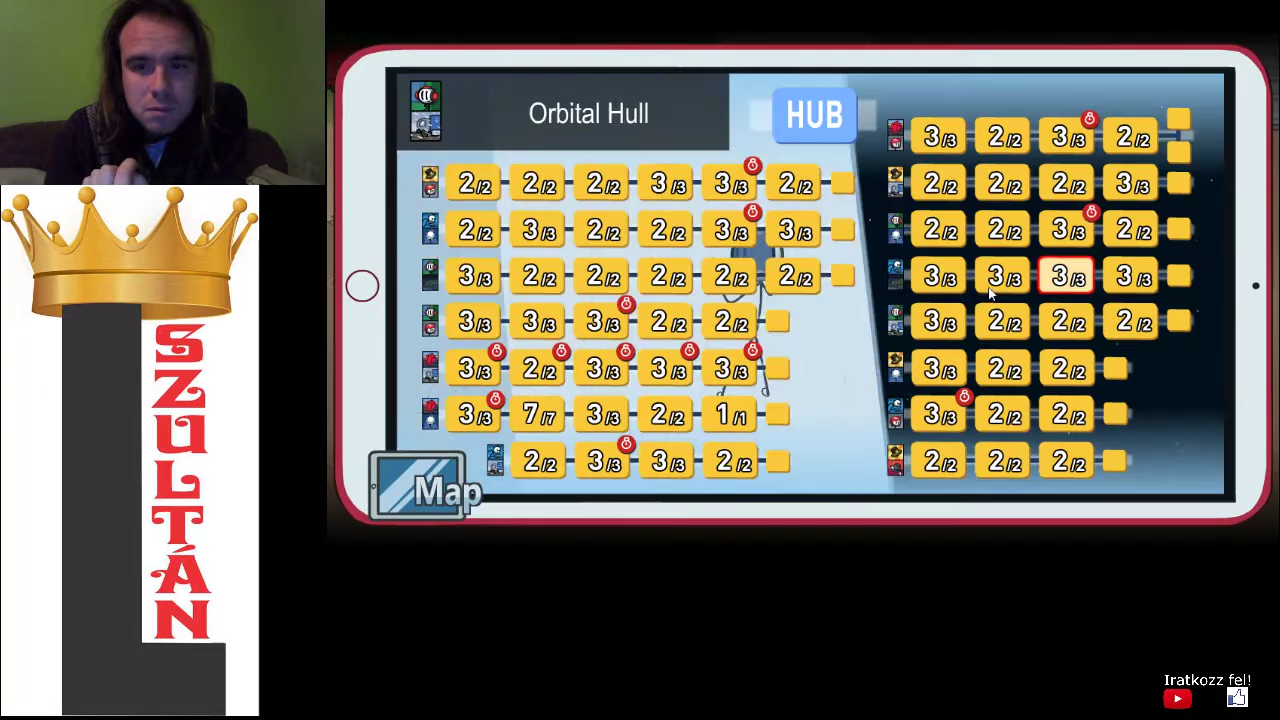 Orbital Hull
HUB
3/3 2/2 3/3 2/2
2/2 2/2 2/2 3/3 3/3 2/2
2/2 2/2 2/2 3/3
2/2 3/3 2/2 2/2 3/3 3/3
2/2 2/2 3/3 2/2
3/3 2/2 2/2 2/2 2/2 2/2
3/3 3/3 3/3 3/3
3/3 3/3 3/3 2/2 2/2
3/3 2/2 2/2 2/2
3/3 2/2 3/3 3/3 3/3
3/3 2/2 2/2
3/3 7/7 3/3 2/2 1/1
3/3 2/2 2/2
2/2 3/3 3/3 2/2
2/2 2/2 2/2
Map
SZULTÁN
Iratkozz fel!